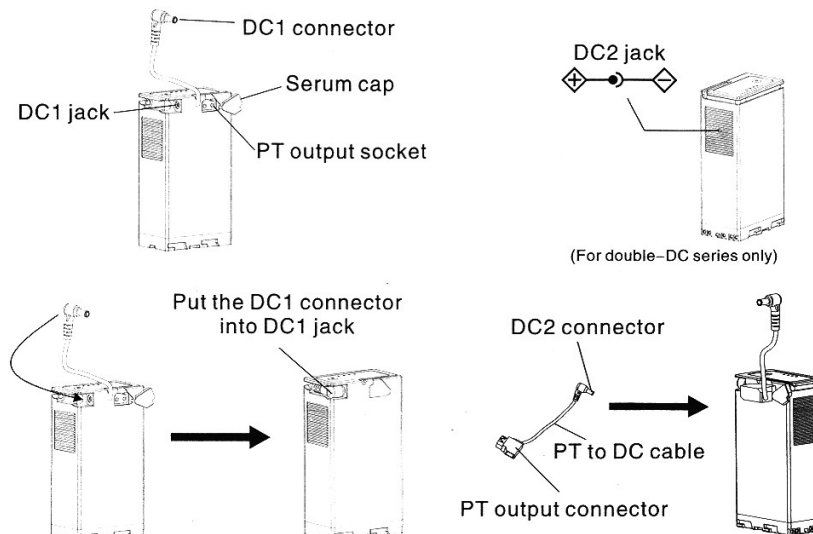 DC1 connector
Serum cap
DC1 jack
PT output socket
DC2 jack
(For double-DC series only)
Put the DC1 connector
into DC1 jack
DC2 connector
PT to DC cable
PT output connector